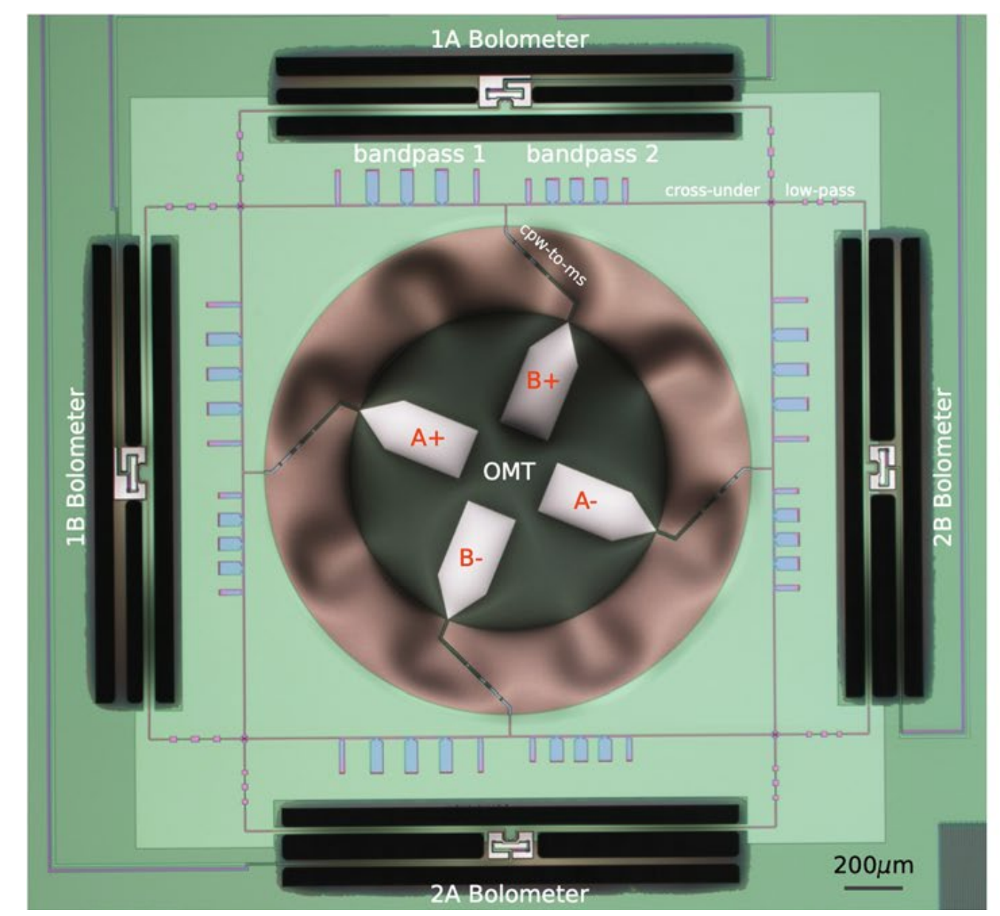 1A Bolometer
bandpass 1
bandpass 2
cross-under
low-pass
cpw-to-ms
B+
A+
OMT
A-
B-
1B Bolometer
2B Bolometer
200μm
2A Bolometer